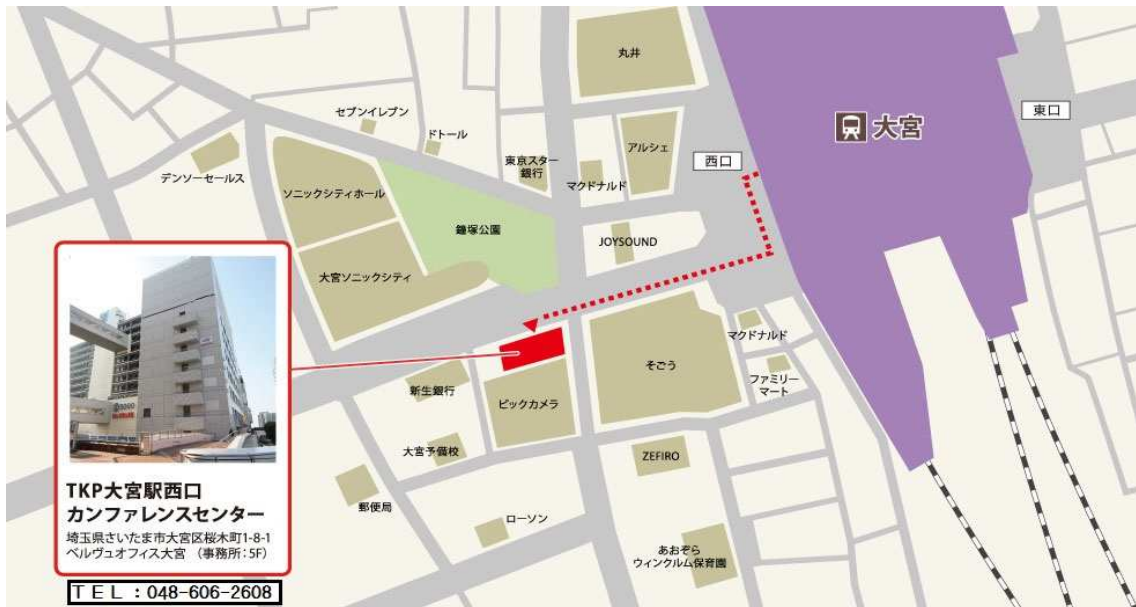 丸井
大宮
東口
西口
セブンイレブン
ドトール
東京スター
銀行
マクドナルド
アルシェ
デンソーセールス
ソニックシティホール
鐘塚公園
JOYSOUND
大宮ソニックシティ
マクドナルド
そごう
ファミリー
マート
新生銀行
ビックカメラ
大宮予備校
ZEFIRO
郵便局
ローソン
あおぞら
ウィンクルム保育園
TKP大宮駅西口
カンファレンスセンター
埼玉県さいたま市大宮区桜木町1-8-1
ベルヴュオフィス大宮 (事務所:5F)
TEL:048-606-2608